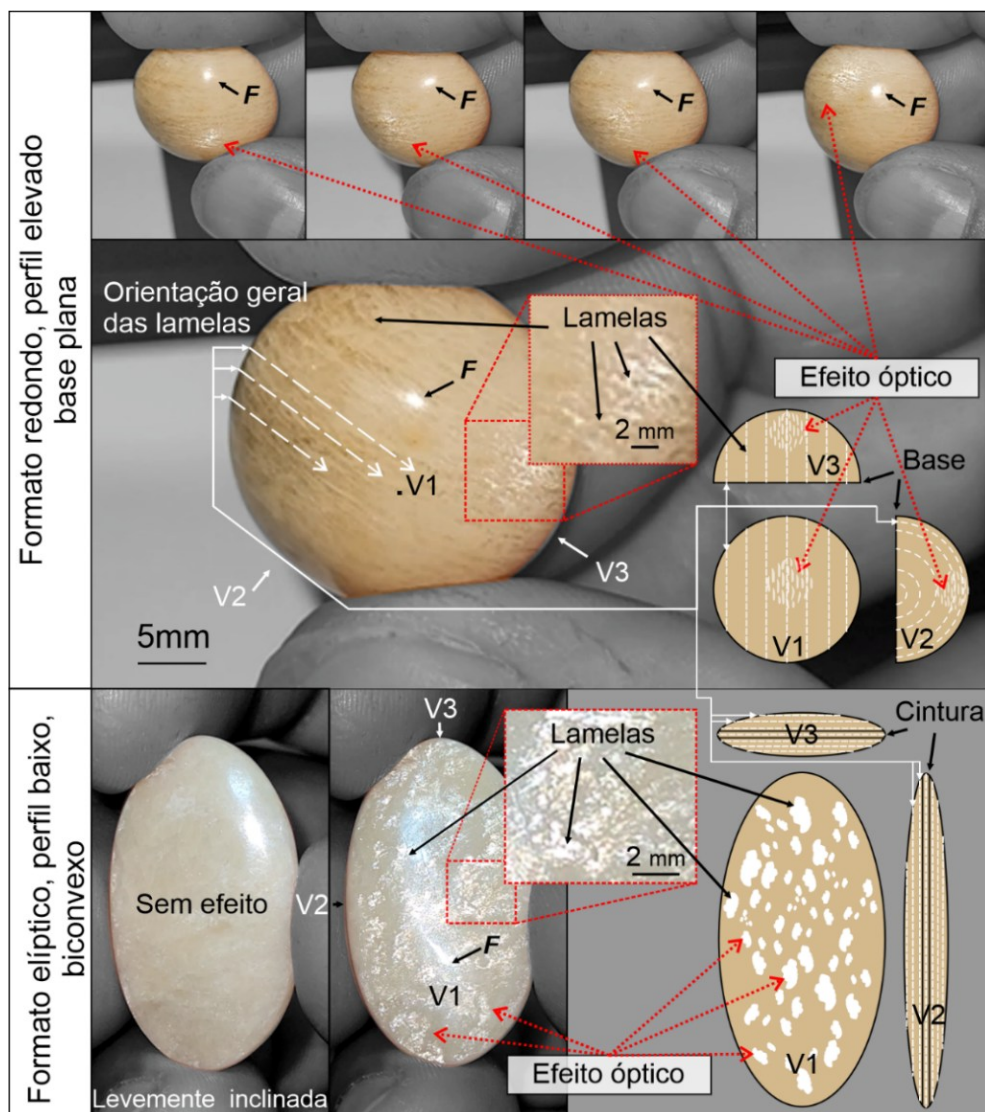 Formato redondo, perfil elevado
base plana
F
F
F
F
Orientação geral
das lamelas
Lamelas
F
2 mm
Efeito óptico
.V1
V3
Base
V2
V3
V1
V2
5mm
Formato elíptico, perfil baixo,
biconvexo
V3
Lamelas
V3
Cintura
2 mm
Sem efeito
V2
F
V1
V2
V1
Efeito óptico
Levemente inclinada